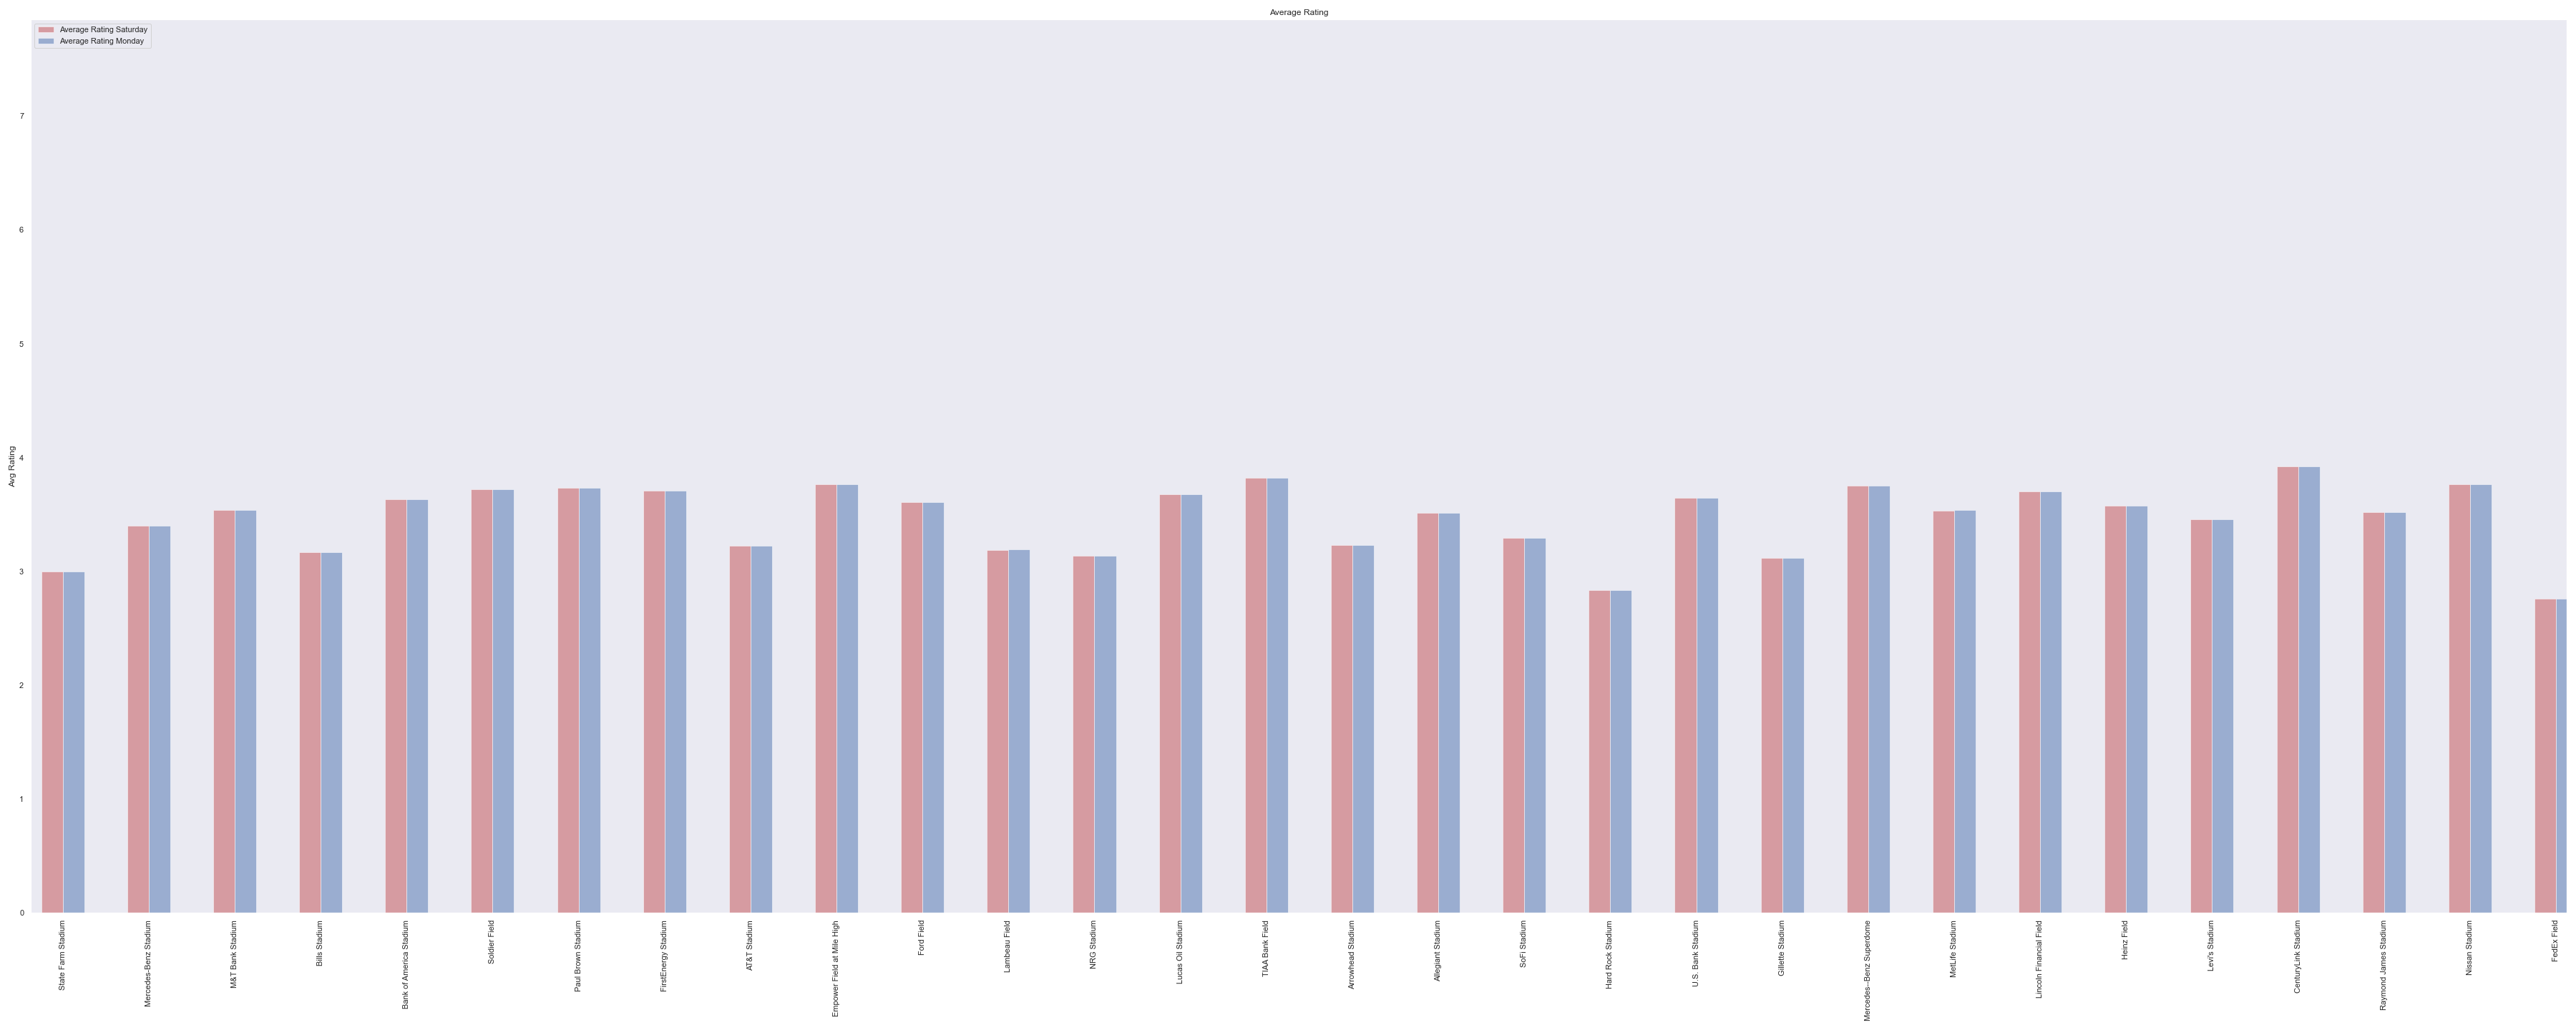 Average Rating
Average Rating Saturday
Average Rating Monday
Avg Rating
7
6
5
4
3
2
1
0
State Farm Stadium
Mercedes-Benz Stadium
M&T Bank Stadium
Bills Stadium
Bank of America Stadium
Soldier Field
Paul Brown Stadium
FirstEnergy Stadium
AT&T Stadium
Empower Field at Mile High
Ford Field
Lambeau Field
NRG Stadium
Lucas Oil Stadium
TIAA Bank Field
Arrowhead Stadium
Allegiant Stadium
SoFi Stadium
Hard Rock Stadium
U.S. Bank Stadium
Gillette Stadium
Mercedes–Benz Superdome
MetLife Stadium
Lincoln Financial Field
Heinz Field
Levi's Stadium
CenturyLink Stadium
Raymond James Stadium
Nissan Stadium
FedEx Field